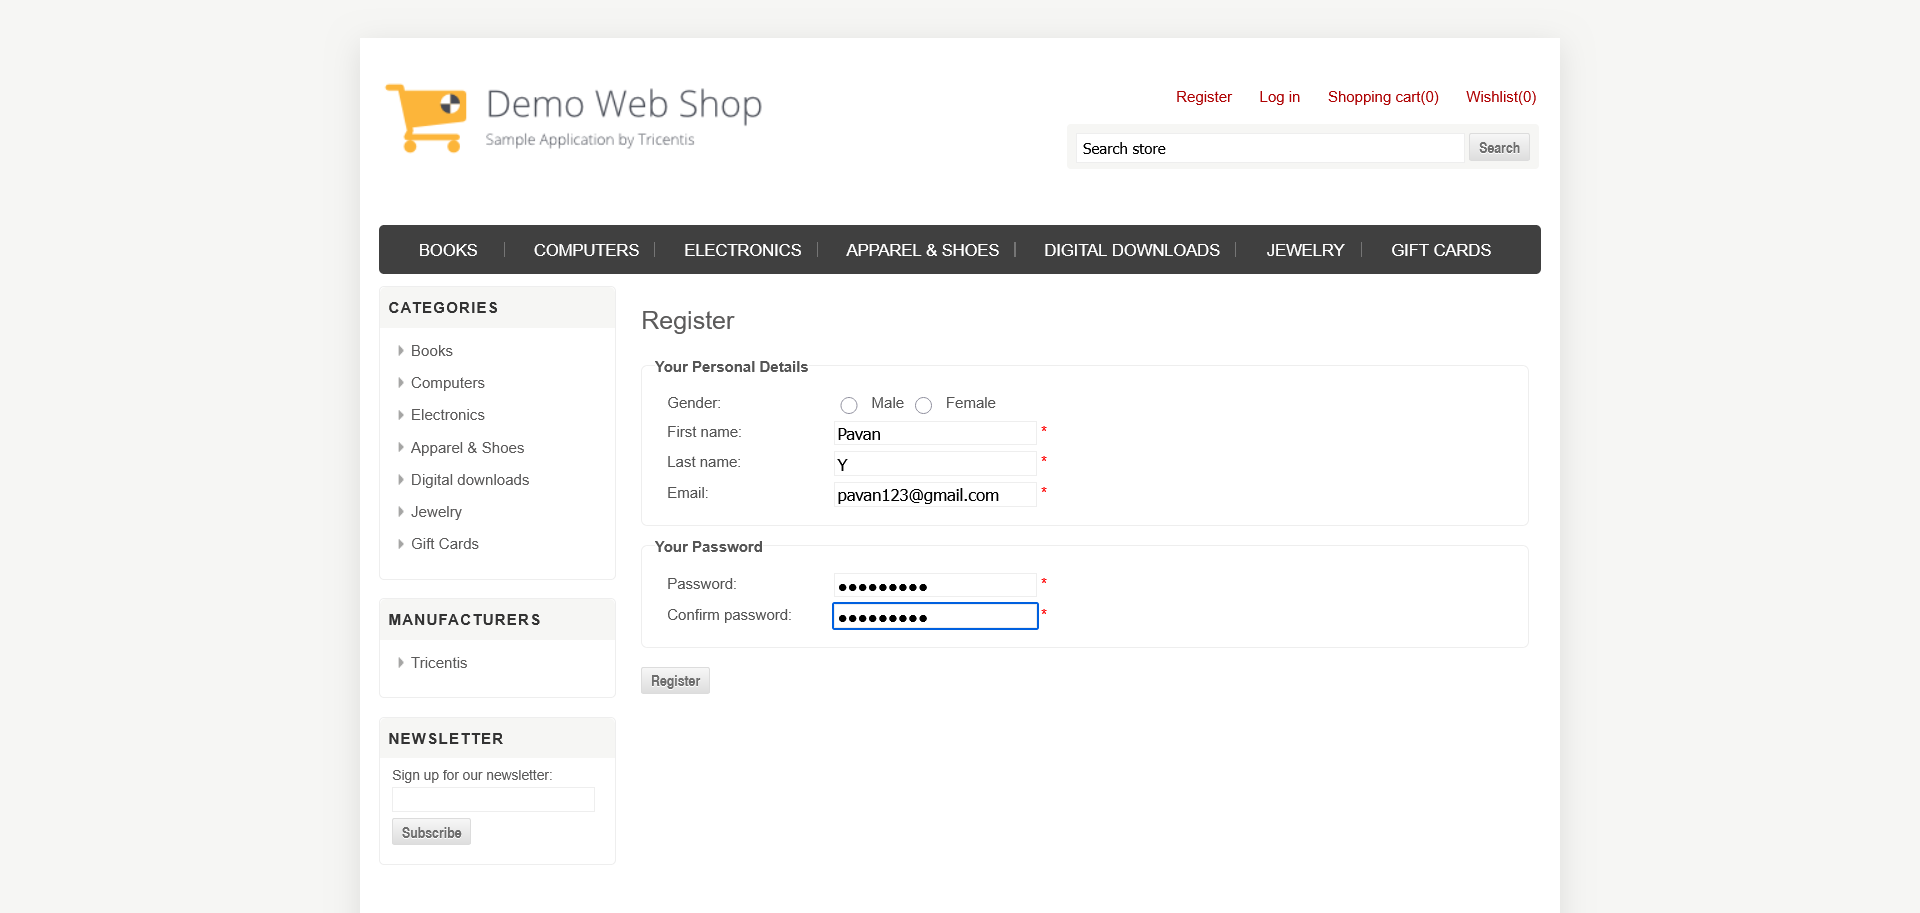 Demo Web Shop
Sample Application by Tricentis
Register Log in Shopping cart(0) Wishlist(0)
Search store Search
BOOKS COMPUTERS ELECTRONICS APPAREL & SHOES DIGITAL DOWNLOADS JEWELRY GIFT CARDS
CATEGORIES
Books
Computers
Electronics
Apparel & Shoes
Digital downloads
Jewelry
Gift Cards
MANUFACTURERS
Tricentis
NEWSLETTER
Sign up for our newsletter:
Subscribe
Register
Your Personal Details
Gender: Male Female
First name: Pavan *
Last name: Y *
Email: pavan123@gmail.com *
Your Password
Password: ●●●●●●●●● *
Confirm password: ●●●●●●●●● *
Register